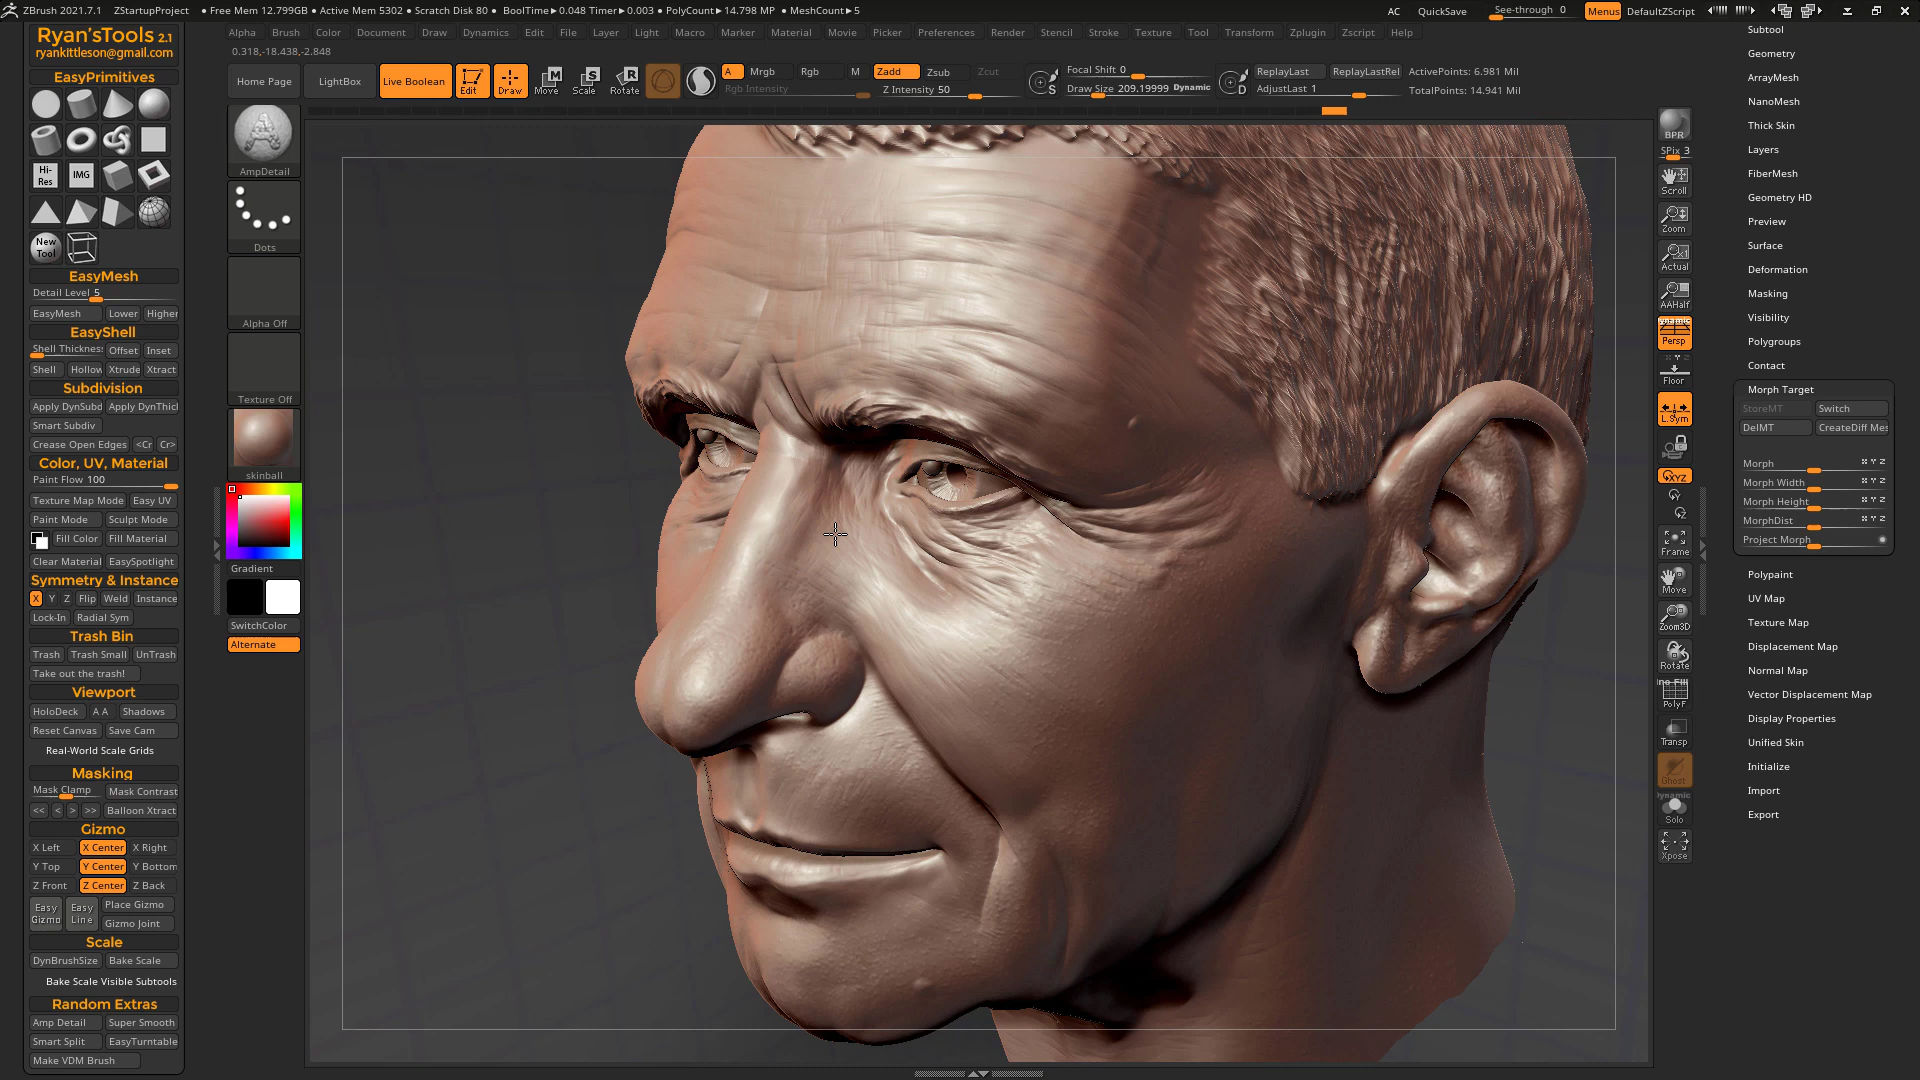 ZBrush 2021.7.1 ZStartupProject • Free Mem 12.799GB • Active Mem 5302 • Scratch Disk 80 • BoolTime▸0.048 Timer▸0.003 • PolyCount▸14.798 MP • MeshCount▸5 AC QuickSave See-through 0 Menus DefaultZScript
Alpha Brush Color Document Draw Dynamics Edit File Layer Light Macro Marker Material Movie Picker Preferences Render Stencil Stroke Texture Tool Transform Zplugin Zscript Help
0.318,-18.438,-2.848
Home Page LightBox Live Boolean Edit Draw Move Scale Rotate
A Mrgb Rgb M Zadd Zsub Zcut
Rgb Intensity Z Intensity 50
S Focal Shift 0
Draw Size 209.19999 Dynamic
D ReplayLast ReplayLastRel ActivePoints: 6.981 Mil
AdjustLast 1 TotalPoints: 14.941 Mil
Ryan'sTools 2.1
ryankittleson@gmail.com
EasyPrimitives
Hi-Res IMG
New Tool
EasyMesh
Detail Level 5
EasyMesh Lower Higher
EasyShell
Shell Thickness Offset Inset
Shell Hollow Xtrude Xtract
Subdivision
Apply DynSubd Apply DynThic
Smart Subdiv
Crease Open Edges <Cr Cr>
Color, UV, Material
Paint Flow 100
Texture Map Mode Easy UV
Paint Mode Sculpt Mode
Fill Color Fill Material
Clear Material EasySpotlight
Symmetry & Instance
X Y Z Flip Weld Instance
Lock-In Radial Sym
Trash Bin
Trash Trash Small UnTrash
Take out the trash!
Viewport
HoloDeck A A Shadows
Reset Canvas Save Cam
Real-World Scale Grids
Masking
Mask Clamp Mask Contrast
<< < > >> Balloon Xtract
Gizmo
X Left X Center X Right
Y Top Y Center Y Bottom
Z Front Z Center Z Back
Easy Gizmo Easy Line Place Gizmo
Gizmo Joint
Scale
DynBrushSize Bake Scale
Bake Scale Visible Subtools
Random Extras
Amp Detail Super Smooth
Smart Split EasyTurntable
Make VDM Brush
AmpDetail
Dots
Alpha Off
Texture Off
skinball
Gradient
SwitchColor
Alternate
BPR
SPix 3
Scroll
Zoom
Actual
AAHalf
Dynamic
Persp
Floor
L.Sym
XYZ
Y
Z
Frame
Move
Zoom3D
Rotate
PolyF
Transp
Ghost
Dynamic
Solo
Xpose
Subtool
Geometry
ArrayMesh
NanoMesh
Thick Skin
Layers
FiberMesh
Geometry HD
Preview
Surface
Deformation
Masking
Visibility
Polygroups
Contact
Morph Target
StoreMT Switch
DelMT CreateDiff Mes
Morph X Y Z
Morph Width X Y Z
Morph Height X Y Z
MorphDist X Y Z
Project Morph
Polypaint
UV Map
Texture Map
Displacement Map
Normal Map
Vector Displacement Map
Display Properties
Unified Skin
Initialize
Import
Export